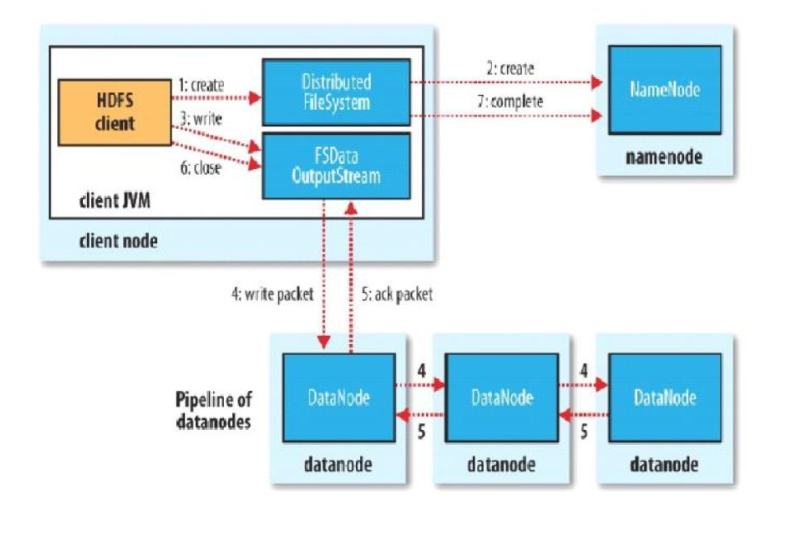 HDFS
client
1: create
3: write
6: close
Distributed
FileSystem
FSData
OutputStream
client JVM
client node
2: create
7: complete
NameNode
namenode
4: write packet
5: ack packet
Pipeline of
datanodes
DataNode
datanode
4
5
DataNode
datanode
4
5
DataNode
datanode